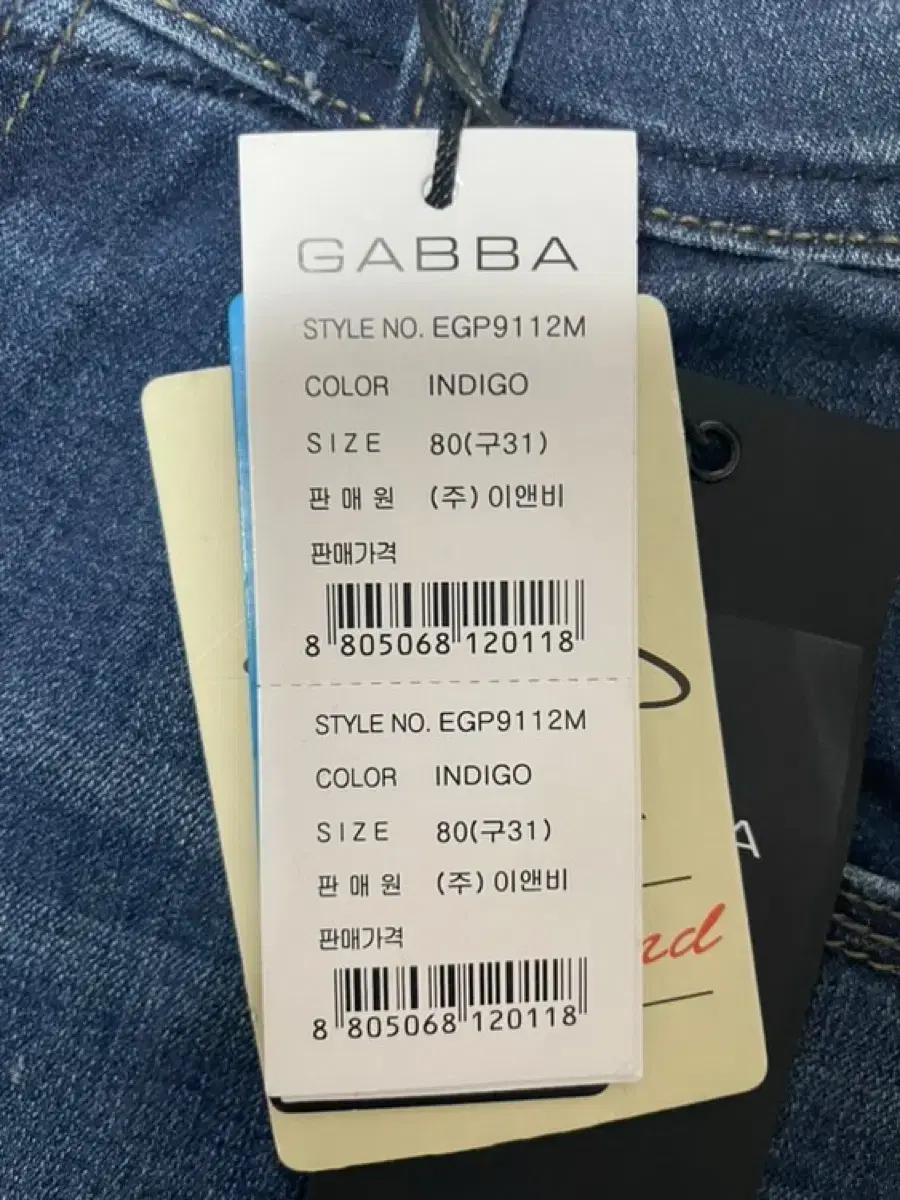 GABBA
STYLE NO. EGP9112M
COLOR INDIGO
SIZE 80(구31)
판매원 (주)이앤비
판매가격
8 805068 120118
STYLE NO. EGP9112M
COLOR INDIGO
SIZE 80(구31)
판매원 (주)이앤비
판매가격
8 805068 120118